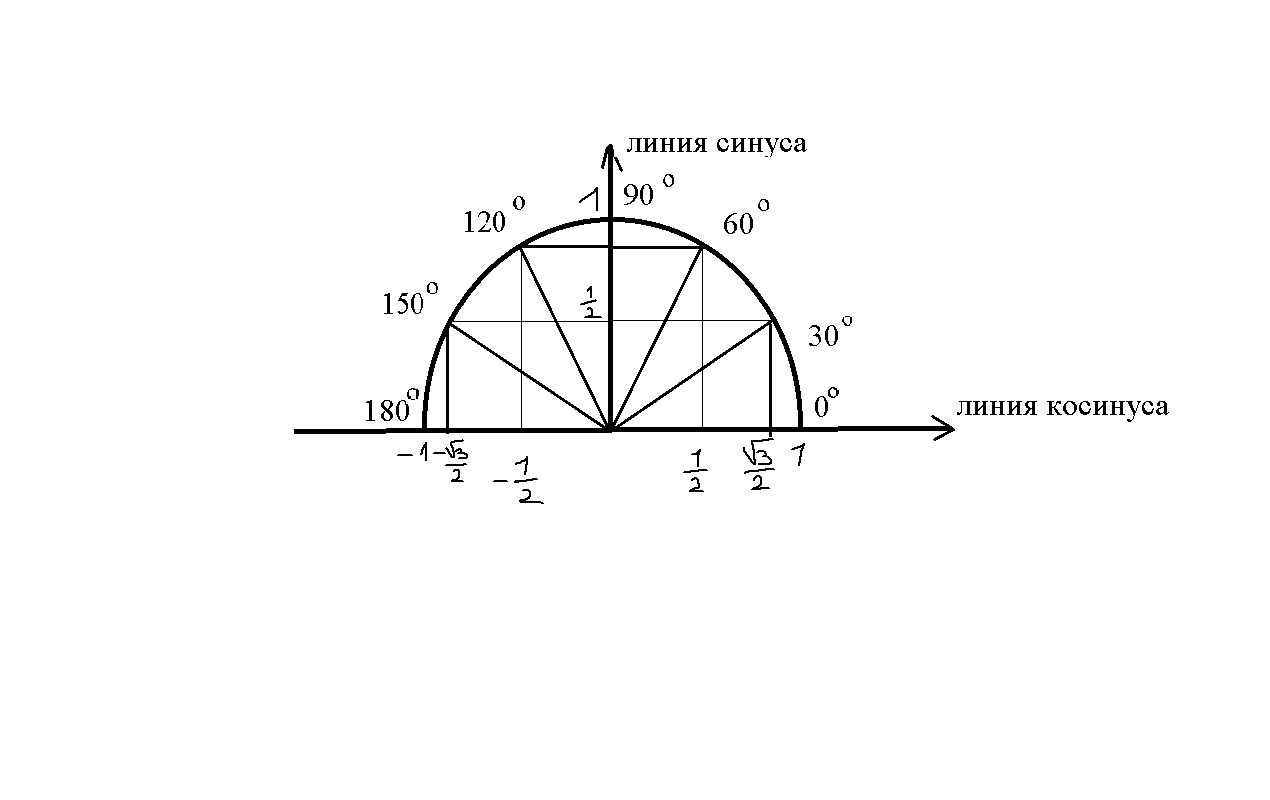 линия синуса
1 90°
120° 60°
150° 1/2 30°
180° 0° линия косинуса
-1 -√3/2 -1/2 1/2 √3/2 1